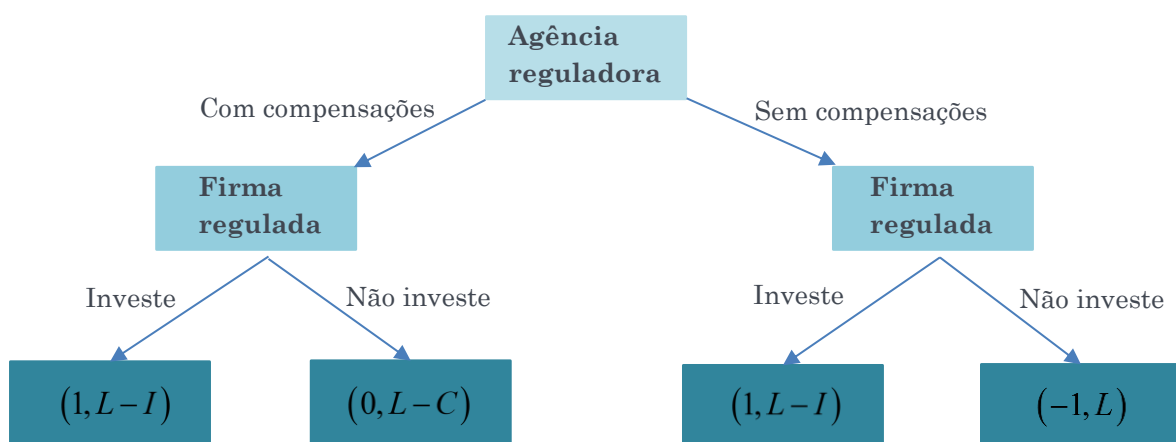 Agência
reguladora
Com compensações
Sem compensações
Firma
regulada
Firma
regulada
Investe
Não investe
Investe
Não investe
(1, L − I)
(0, L − C)
(1, L − I)
(−1, L)